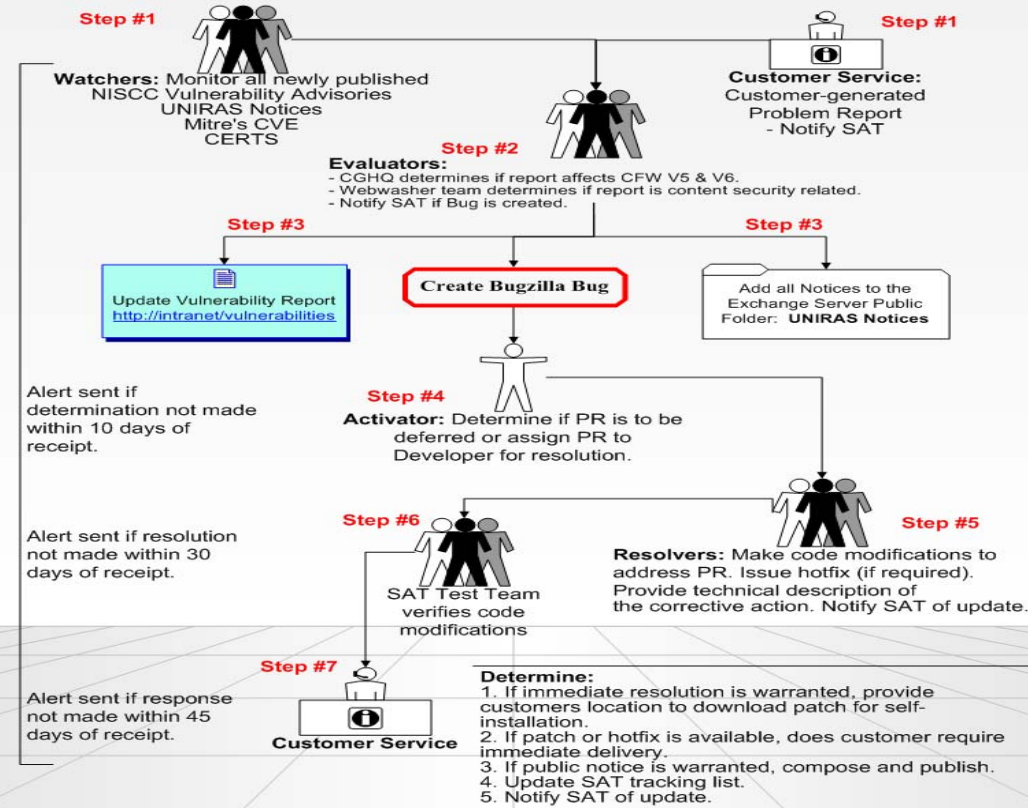 Step #1
Step #1
Watchers: Monitor all newly published
NISCC Vulnerability Advisories
UNIRAS Notices
Mitre's CVE
CERTS
Customer Service:
Customer-generated
Problem Report
- Notify SAT
Step #2
Evaluators:
- CGHQ determines if report affects CFW V5 & V6.
- Webwasher team determines if report is content security related.
- Notify SAT if Bug is created.
Step #3
Step #3
Update Vulnerability Report
http://intranet/vulnerabilities
Create Bugzilla Bug
Add all Notices to the
Exchange Server Public
Folder: UNIRAS Notices
Alert sent if
determination not made
within 10 days of
receipt.
Step #4
Activator: Determine if PR is to be
deferred or assign PR to
Developer for resolution.
Alert sent if resolution
not made within 30
days of receipt.
Step #6
SAT Test Team
verifies code
modifications
Step #5
Resolvers: Make code modifications to
address PR. Issue hotfix (if required).
Provide technical description of
the corrective action. Notify SAT of update.
Alert sent if response
not made within 45
days of receipt.
Step #7
Customer Service
Determine:
1. If immediate resolution is warranted, provide
customers location to download patch for self-
installation.
2. If patch or hotfix is available, does customer require
immediate delivery.
3. If public notice is warranted, compose and publish.
4. Update SAT tracking list.
5. Notify SAT of update.